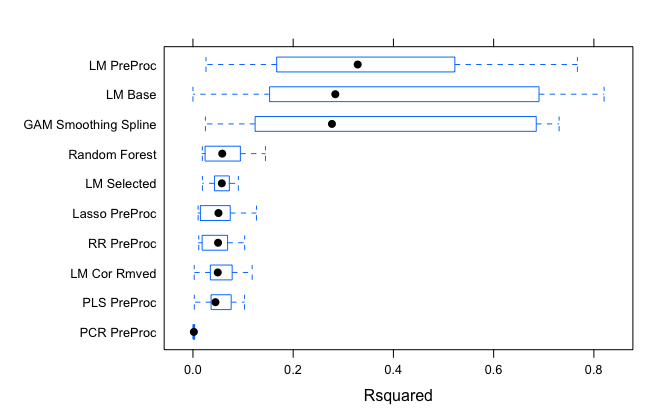 LM PreProc
LM Base
GAM Smoothing Spline
Random Forest
LM Selected
Lasso PreProc
RR PreProc
LM Cor Rmved
PLS PreProc
PCR PreProc
0.0 0.2 0.4 0.6 0.8
Rsquared